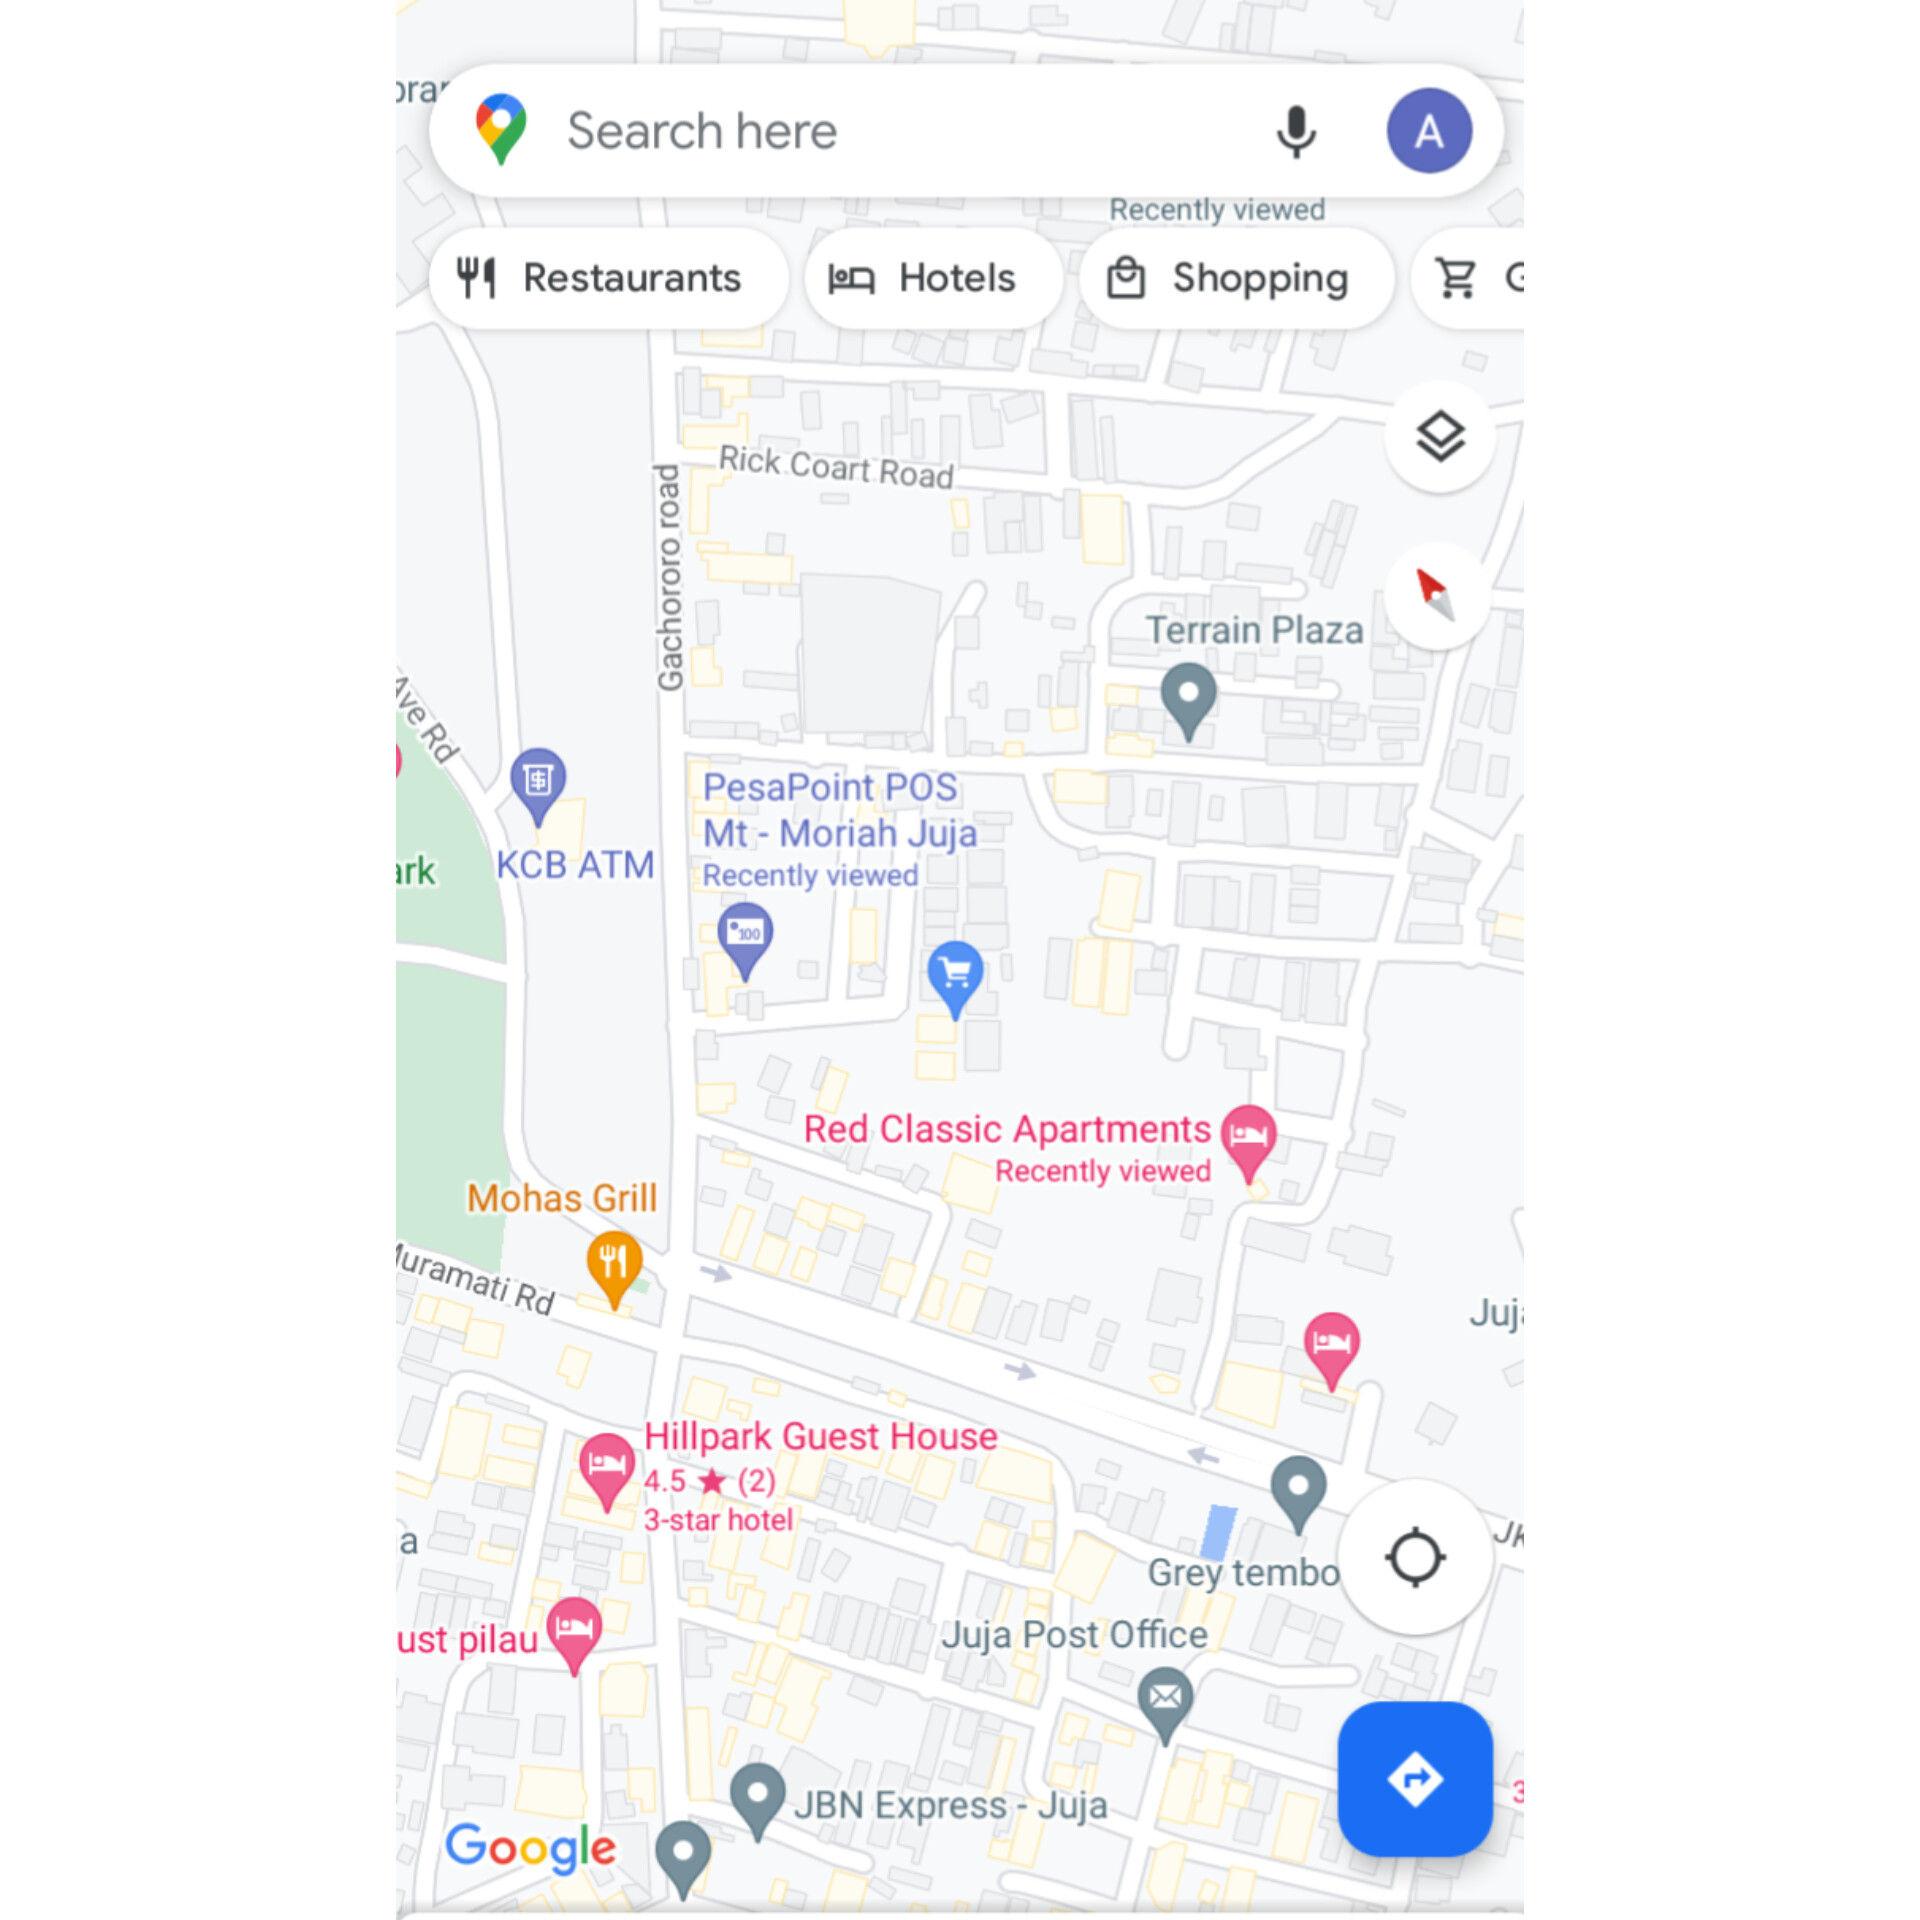 Search here
A
Recently viewed
Restaurants
Hotels
Shopping
Rick Coart Road
Gachororo road
Terrain Plaza
Ave Rd
PesaPoint POS
Mt - Moriah Juja
Recently viewed
KCB ATM
ark
100
Red Classic Apartments
Recently viewed
Mohas Grill
Muramati Rd
Juja
Hillpark Guest House
4.5 ★ (2)
3-star hotel
JK
a
Grey tembo
ust pilau
Juja Post Office
3
JBN Express - Juja
Google